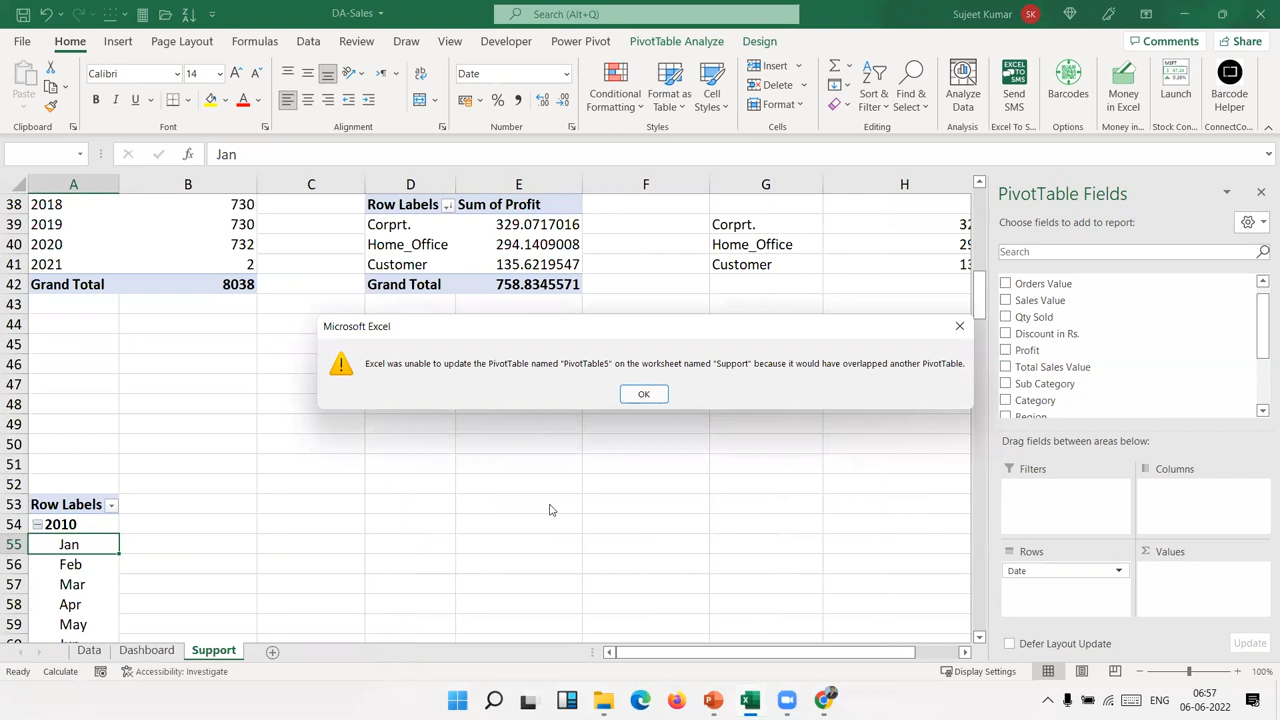 DA-Sales
Search (Alt+Q)
Sujeet Kumar SK
File Home Insert Page Layout Formulas Data Review Draw View Developer Power Pivot PivotTable Analyze Design Comments Share
Paste
Calibri 14
B I U
Date
Conditional Formatting
Format as Table
Cell Styles
Insert
Delete
Format
Sort & Filter
Find & Select
Analyze Data
Send SMS
Barcodes
Money in Excel
Launch
Barcode Helper
Clipboard Font Alignment Number Styles Cells Editing Analysis Excel To S... Options Money in... Stock Con... ConnectCo...
fx Jan
A B C D E F G H
38 2018 730 Row Labels Sum of Profit
39 2019 730 Corprt. 329.0717016 Corprt. 32
40 2020 732 Home_Office 294.1409008 Home_Office 29
41 2021 2 Customer 135.6219547 Customer 13
42 Grand Total 8038 Grand Total 758.8345571
43
44
45
46
47
48
49
50
51
52
53 Row Labels
54 2010
55 Jan
56 Feb
57 Mar
58 Apr
59 May
Microsoft Excel
Excel was unable to update the PivotTable named "PivotTable5" on the worksheet named "Support" because it would have overlapped another PivotTable.
OK
PivotTable Fields
Choose fields to add to report:
Search
Orders Value
Sales Value
Qty Sold
Discount in Rs.
Profit
Total Sales Value
Sub Category
Category
Region
Drag fields between areas below:
Filters Columns
Rows Values
Date
Defer Layout Update Update
Data Dashboard Support
Ready Calculate Accessibility: Investigate Display Settings 100%
ENG
06:57
06-06-2022